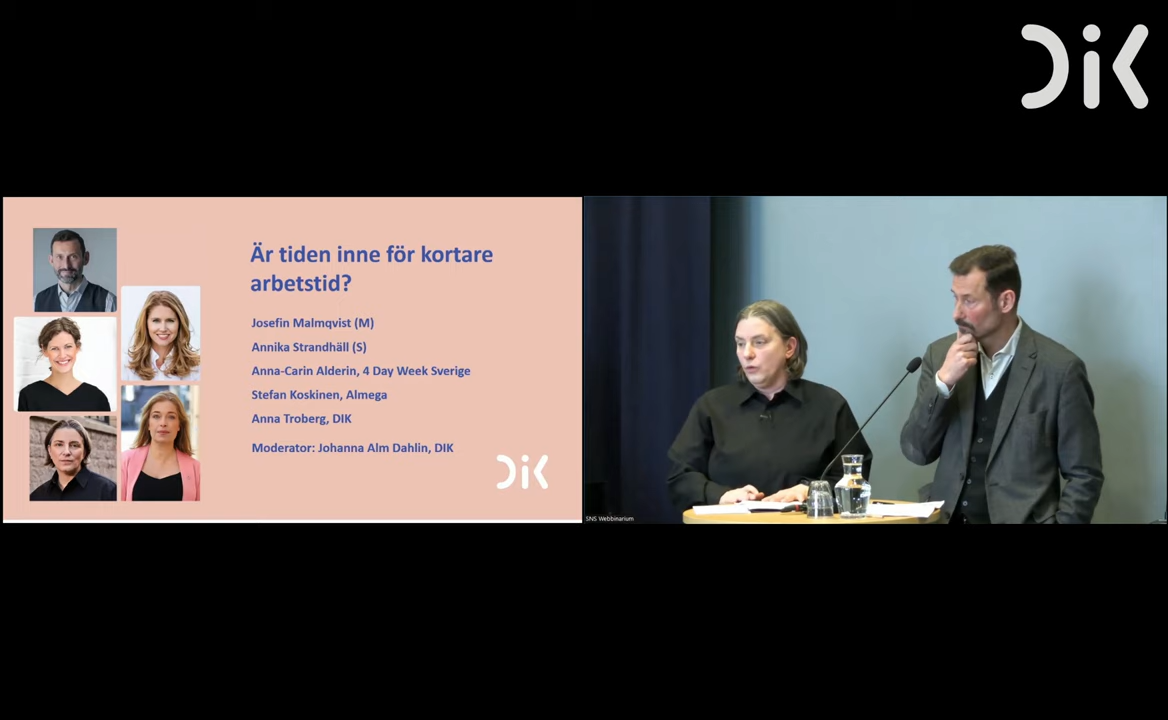 DiK
Är tiden inne för kortare
arbetstid?
Josefin Malmqvist (M)
Annika Strandhäll (S)
Anna-Carin Alderin, 4 Day Week Sverige
Stefan Koskinen, Almega
Anna Troberg, DIK
Moderator: Johanna Alm Dahlin, DIK
DiK
SNS Webbinarium